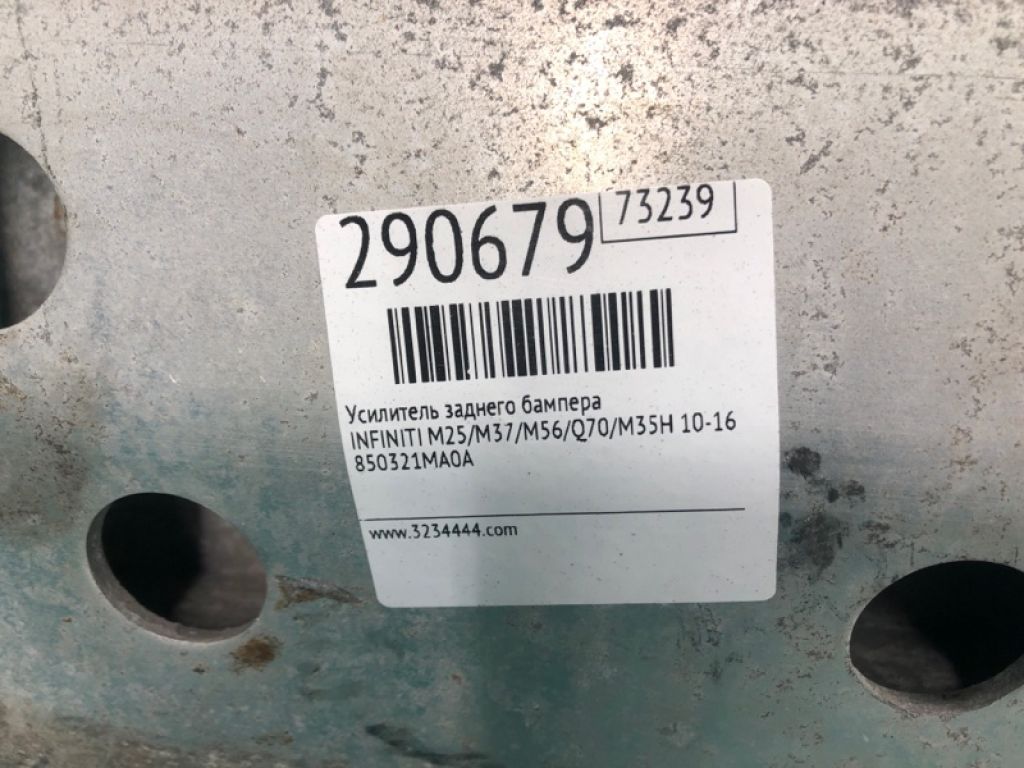 290679
73239
Усилитель заднего бампера
INFINITI M25/M37/M56/Q70/M35H 10-16
850321MA0A
www.3234444.com